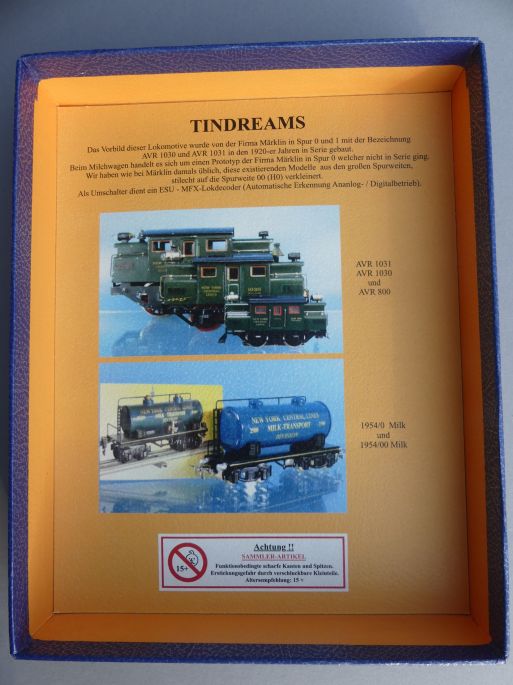 TINDREAMS
Das Vorbild dieser Lokomotive wurde von der Firma Märklin in Spur 0 und 1 mit der Bezeichnung
AVR 1030 und AVR 1031 in den 1920-er Jahren in Serie gebaut.
Beim Milchwagen handelt es sich um einen Prototyp der Firma Märklin in Spur 0 welcher nicht in Serie ging.
Wir haben wie bei Märklin damals üblich, diese existierenden Modelle aus den großen Spurweiten,
stilecht auf die Spurweite 00 (H0) verkleinert.
Als Umschalter dient ein ESU - MFX-Lokdecoder (Automatische Erkennung Ananlog- / Digitalbetrieb).
AVR 1031
AVR 1030
und
AVR 800
NEW YORK CENTRAL LINES
MILK-TRANSPORT
1954/0 Milk
und
1954/00 Milk
Achtung !!
SAMMLER-ARTIKEL
15+
Funktionsbedingte scharfe Kanten und Spitzen.
Erstickungsgefahr durch verschluckbare Kleinteile.
Altersempfehlung: 15 +